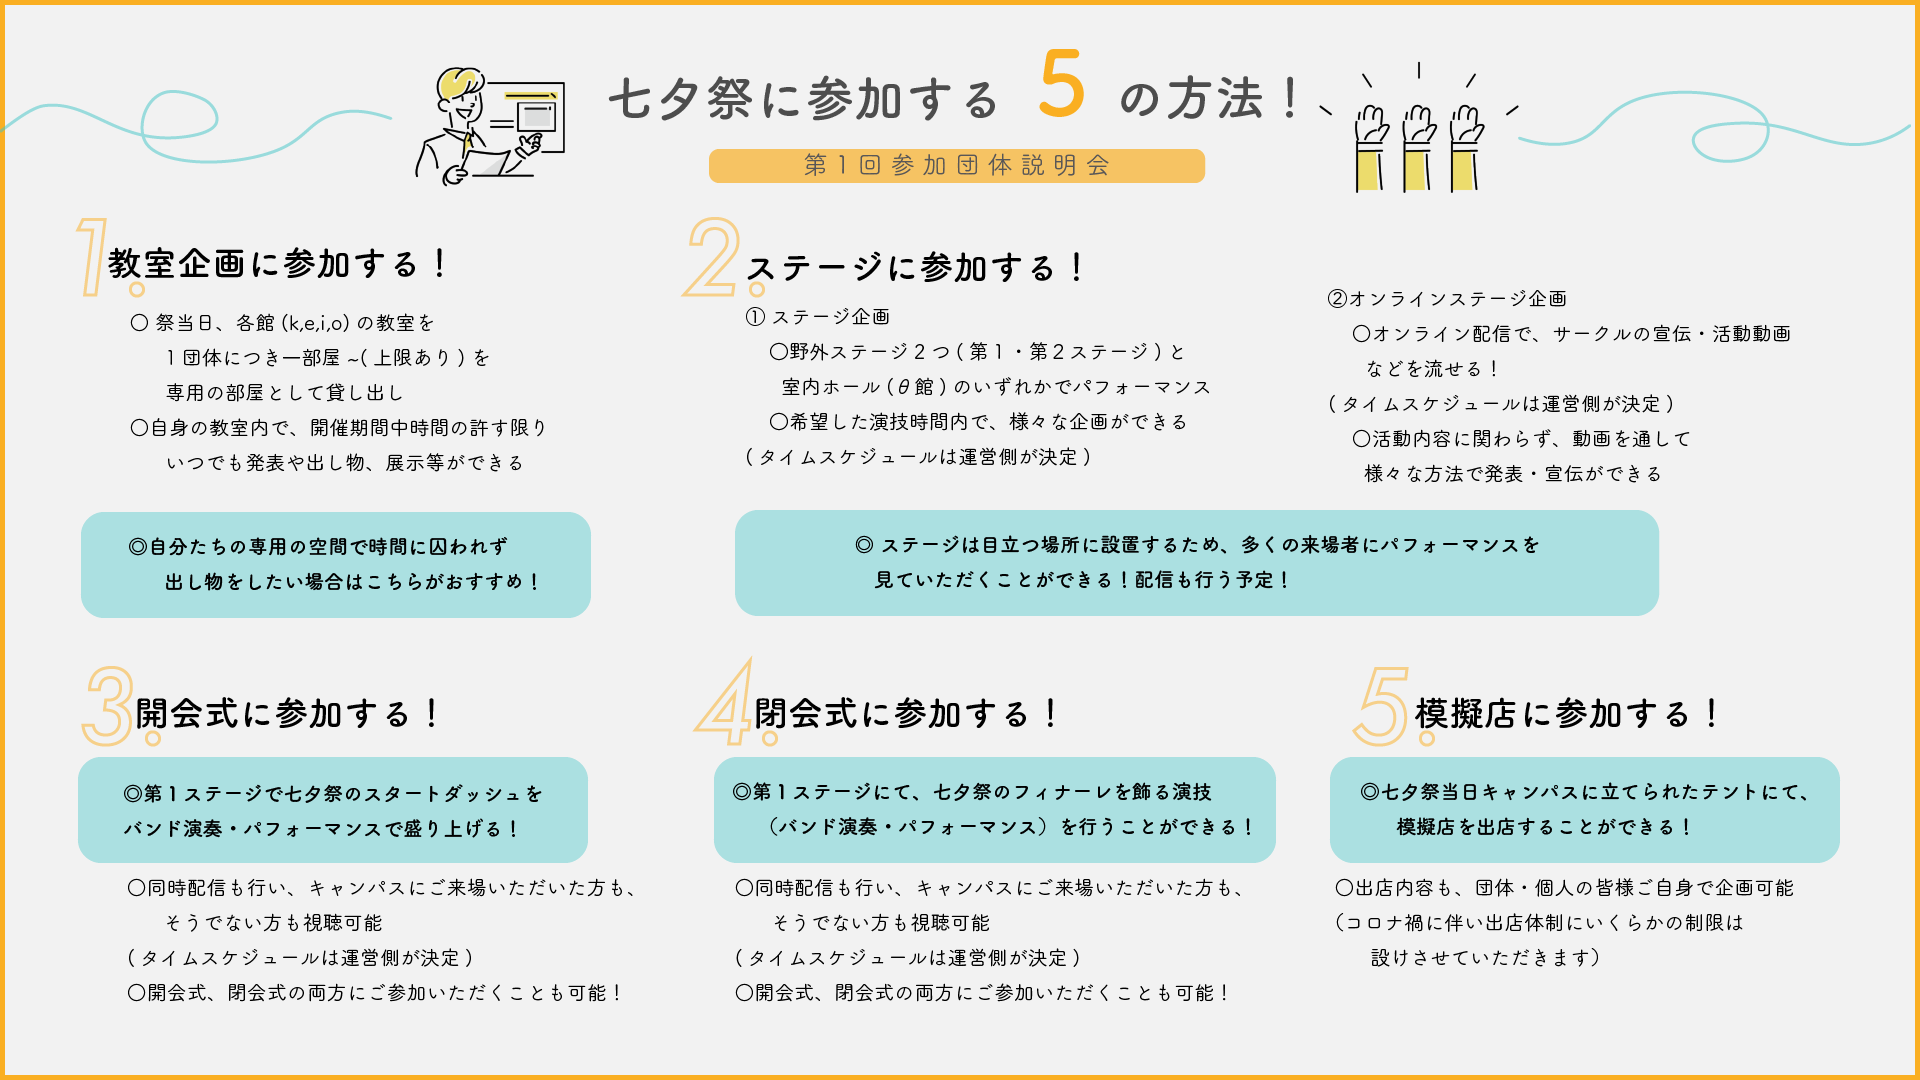 七夕祭に参加する 5 の方法！
第1回参加団体説明会
1.教室企画に参加する！
〇 祭当日、各館 (k,e,i,o) の教室を
1 団体につき一部屋 ~( 上限あり ) を
専用の部屋として貸し出し
〇自身の教室内で、開催期間中時間の許す限り
いつでも発表や出し物、展示等ができる
◎自分たちの専用の空間で時間に囚われず
出し物をしたい場合はこちらがおすすめ！
2.ステージに参加する！
① ステージ企画
〇野外ステージ 2 つ ( 第１・第２ステージ ) と
室内ホール ( θ 館 ) のいずれかでパフォーマンス
〇希望した演技時間内で、様々な企画ができる
( タイムスケジュールは運営側が決定 )
②オンラインステージ企画
〇オンライン配信で、サークルの宣伝・活動動画
などを流せる！
( タイムスケジュールは運営側が決定 )
〇活動内容に関わらず、動画を通して
様々な方法で発表・宣伝ができる
◎ ステージは目立つ場所に設置するため、多くの来場者にパフォーマンスを
見ていただくことができる！配信も行う予定！
3.開会式に参加する！
◎第１ステージで七夕祭のスタートダッシュを
バンド演奏・パフォーマンスで盛り上げる！
〇同時配信も行い、キャンパスにご来場いただいた方も、
そうでない方も視聴可能
( タイムスケジュールは運営側が決定 )
〇開会式、閉会式の両方にご参加いただくことも可能！
4.閉会式に参加する！
◎第１ステージにて、七夕祭のフィナーレを飾る演技
（バンド演奏・パフォーマンス）を行うことができる！
〇同時配信も行い、キャンパスにご来場いただいた方も、
そうでない方も視聴可能
( タイムスケジュールは運営側が決定 )
〇開会式、閉会式の両方にご参加いただくことも可能！
5.模擬店に参加する！
◎七夕祭当日キャンパスに立てられたテントにて、
模擬店を出店することができる！
〇出店内容も、団体・個人の皆様ご自身で企画可能
（コロナ禍に伴い出店体制にいくらかの制限は
設けさせていただきます）